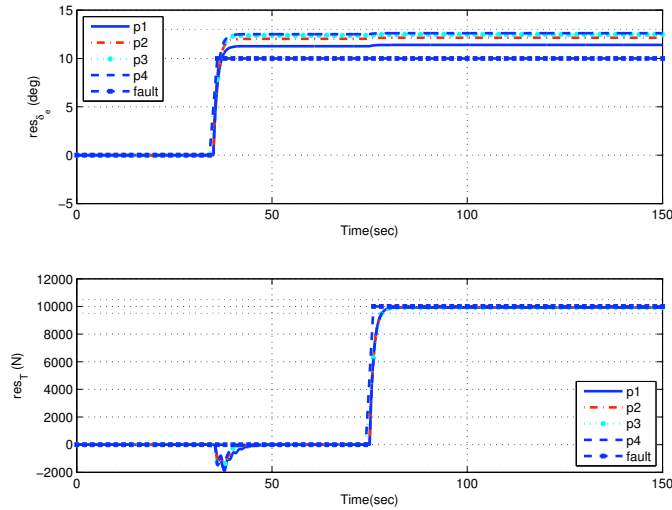 15
10
5
0
−5
res_δ_e (deg)
p1
p2
p3
p4
fault
0
50
100
150
Time(sec)
12000
10000
8000
6000
4000
2000
0
−2000
res_T (N)
p1
p2
p3
p4
fault
0
50
100
150
Time(sec)